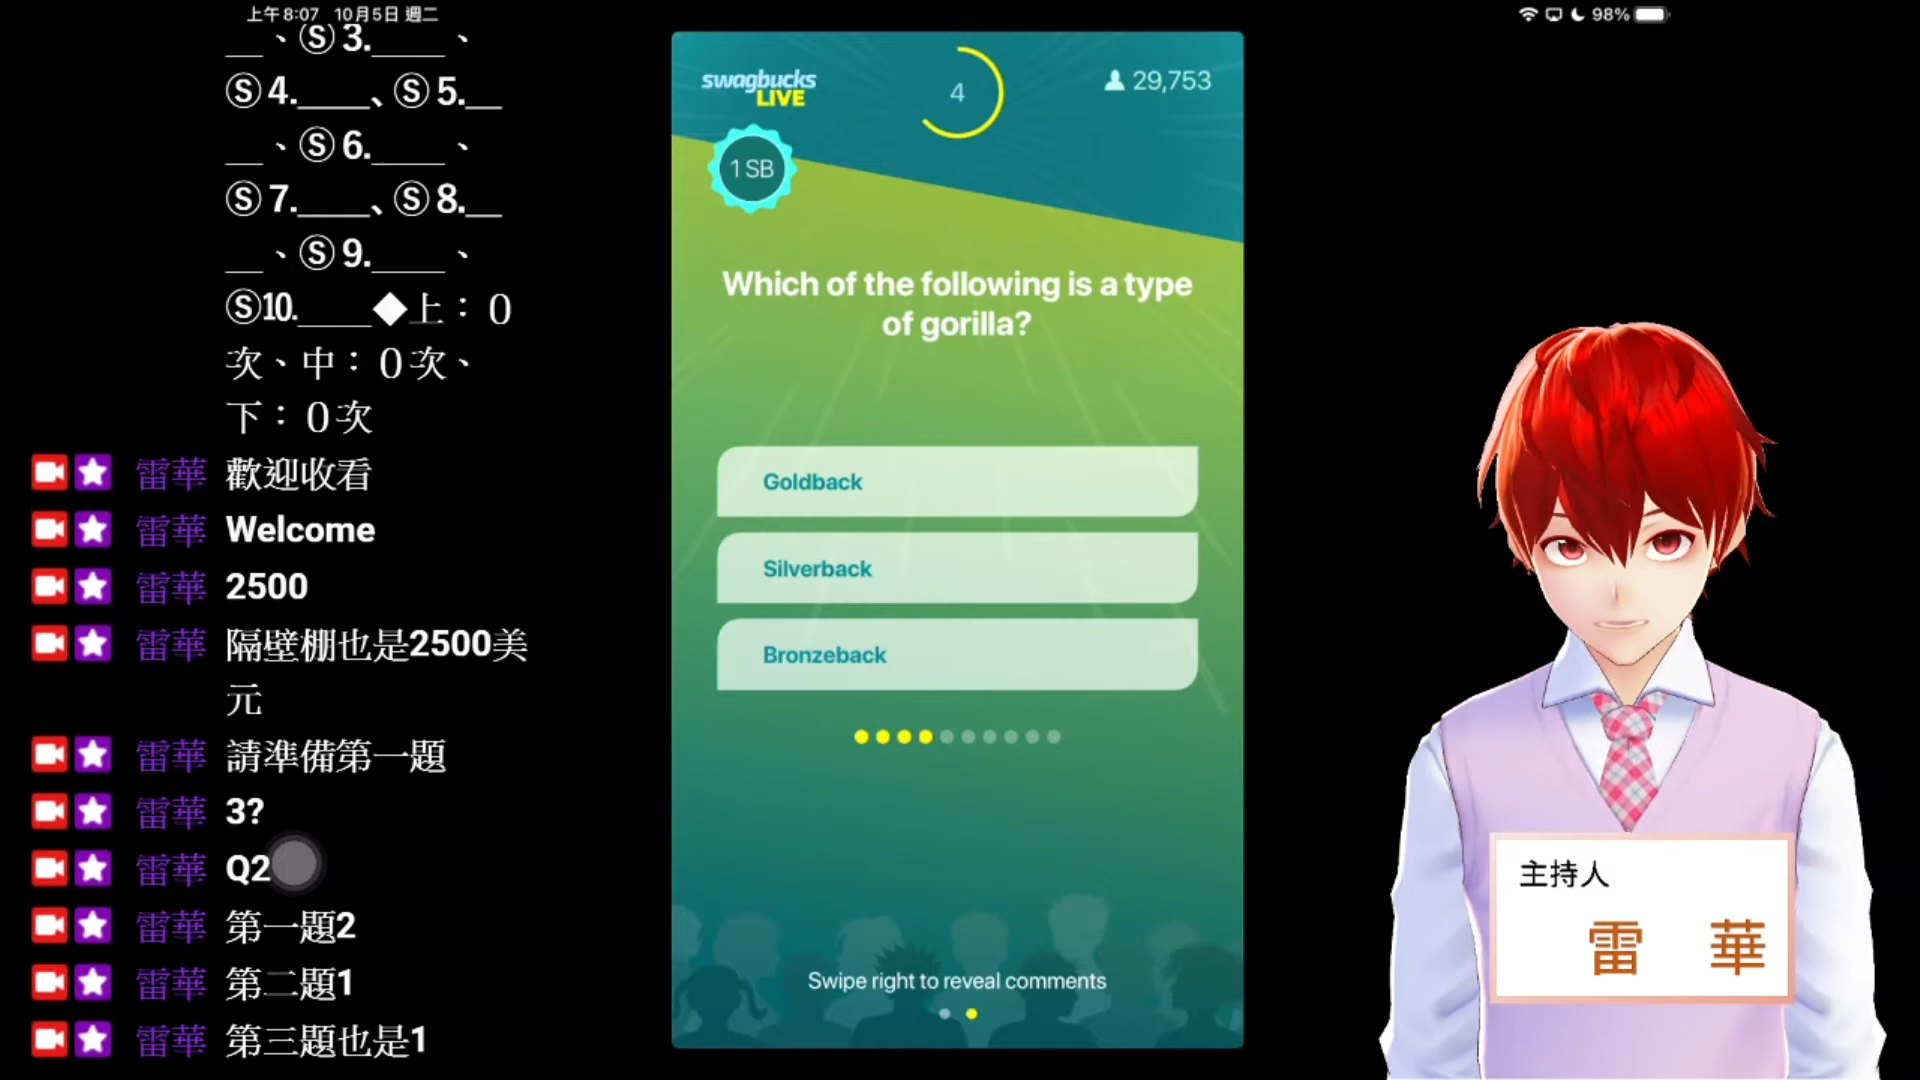 上午8:07 10月5日 週二
98%
__、Ⓢ3.____、
Ⓢ4.____、Ⓢ5.__
__、Ⓢ6.____、
Ⓢ7.____、Ⓢ8.__
__、Ⓢ9.____、
Ⓢ10.____◆上：0
次、中：0次、
下：0次
雷華 歡迎收看
雷華 Welcome
雷華 2500
雷華 隔壁棚也是2500美
元
雷華 請準備第一題
雷華 3?
雷華 Q2
雷華 第一題2
雷華 第二題1
雷華 第三題也是1
swagbucks
LIVE
4
29,753
1 SB
Which of the following is a type
of gorilla?
Goldback
Silverback
Bronzeback
Swipe right to reveal comments
主持人
雷 華